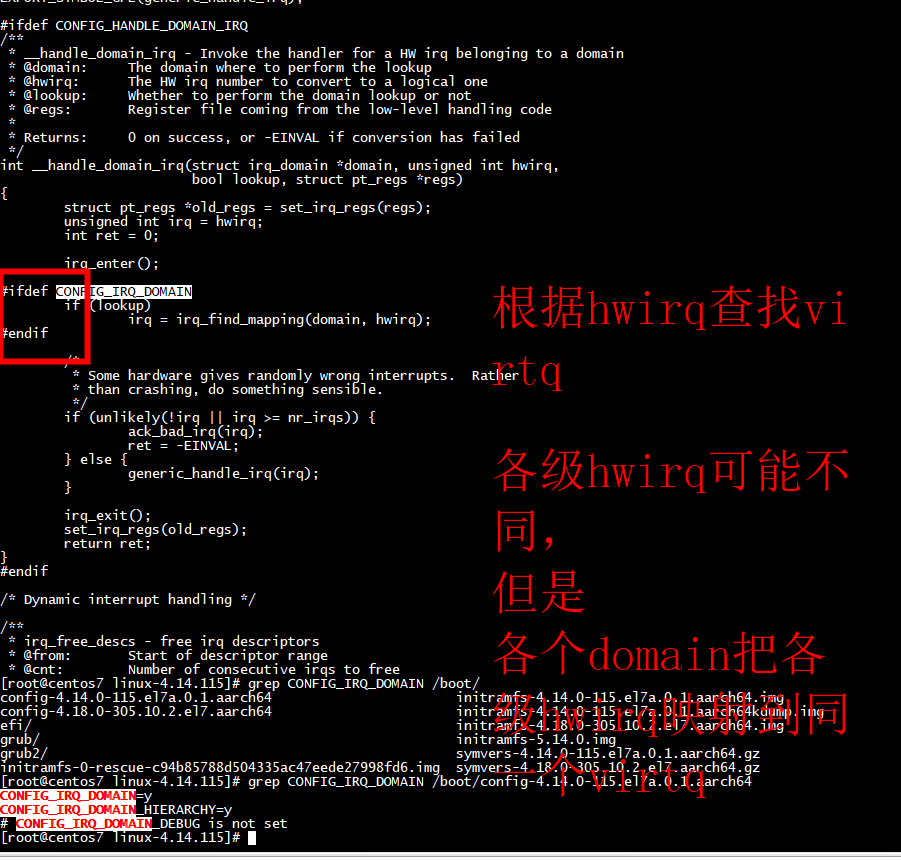 #ifdef CONFIG_HANDLE_DOMAIN_IRQ
/**
 * __handle_domain_irq - Invoke the handler for a HW irq belonging to a domain
 * @domain:     The domain where to perform the lookup
 * @hwirq:      The HW irq number to convert to a logical one
 * @lookup:     Whether to perform the domain lookup or not
 * @regs:       Register file coming from the low-level handling code
 *
 * Returns:     0 on success, or -EINVAL if conversion has failed
 */
int __handle_domain_irq(struct irq_domain *domain, unsigned int hwirq,
                        bool lookup, struct pt_regs *regs)
{
        struct pt_regs *old_regs = set_irq_regs(regs);
        unsigned int irq = hwirq;
        int ret = 0;
        irq_enter();
#ifdef CONFIG_IRQ_DOMAIN
        if (lookup)
                irq = irq_find_mapping(domain, hwirq);
#endif
        /*
         * Some hardware gives randomly wrong interrupts.  Rather
         * than crashing, do something sensible.
         */
        if (unlikely(!irq || irq >= nr_irqs)) {
                ack_bad_irq(irq);
                ret = -EINVAL;
        } else {
                generic_handle_irq(irq);
        }
        irq_exit();
        set_irq_regs(old_regs);
        return ret;
}
#endif
/* Dynamic interrupt handling */
/**
 * irq_free_descs - free irq descriptors
 * @from:       Start of descriptor range
 * @cnt:        Number of consecutive irqs to free
[root@centos7 linux-4.14.115]# grep CONFIG_IRQ_DOMAIN /boot/
config-4.14.0-115.el7a.0.1.aarch64                       initramfs-4.14.0-115.el7a.0.1.aarch64.img
config-4.18.0-305.10.2.el7.aarch64                       initramfs-4.14.0-115.el7a.0.1.aarch64kdump.img
efi/                                                     initramfs-4.18.0-305.10.2.el7.aarch64.img
grub/                                                    initramfs-5.14.0.img
grub2/                                                   symvers-4.14.0-115.el7a.0.1.aarch64.gz
initramfs-0-rescue-c94b85788d504335ac47eede27998fd6.img  symvers-4.18.0-305.10.2.el7.aarch64.gz
[root@centos7 linux-4.14.115]# grep CONFIG_IRQ_DOMAIN /boot/config-4.14.0-115.el7a.0.1.aarch64
CONFIG_IRQ_DOMAIN=y
CONFIG_IRQ_DOMAIN_HIERARCHY=y
# CONFIG_IRQ_DOMAIN_DEBUG is not set
[root@centos7 linux-4.14.115]#
根据hwirq查找vi
rtq
各级hwirq可能不
同,
但是
各个domain把各
级hwirq映射到同
一个virtq